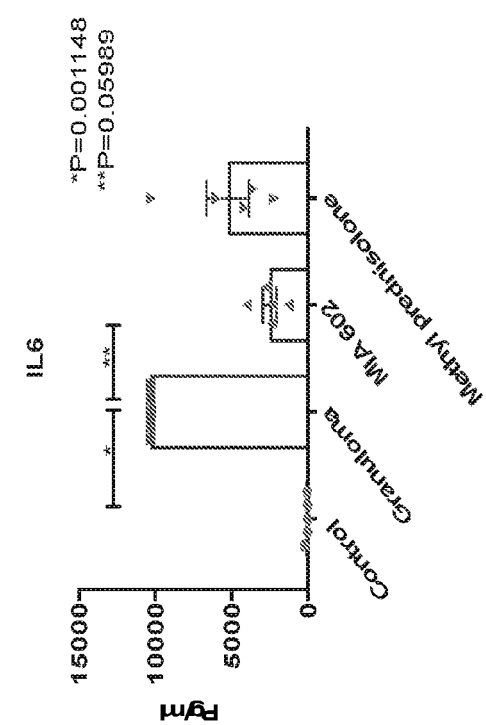 IL6
*P=0.001148
**P=0.05989
*
**
Pg/ml
15000
10000
5000
0
Control
Granuloma
MIA 602
Methyl prednisolone